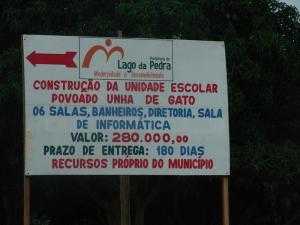 Prefeitura de
Lago da Pedra
Modernidade e Desenvolvimento
CONSTRUÇÃO DA UNIDADE ESCOLAR
POVOADO UNHA DE GATO
06 SALAS, BANHEIROS, DIRETORIA, SALA
DE INFORMÁTICA
VALOR: 280.000,00
PRAZO DE ENTREGA: 180 DIAS
RECURSOS PRÓPRIO DO MUNICÍPIO